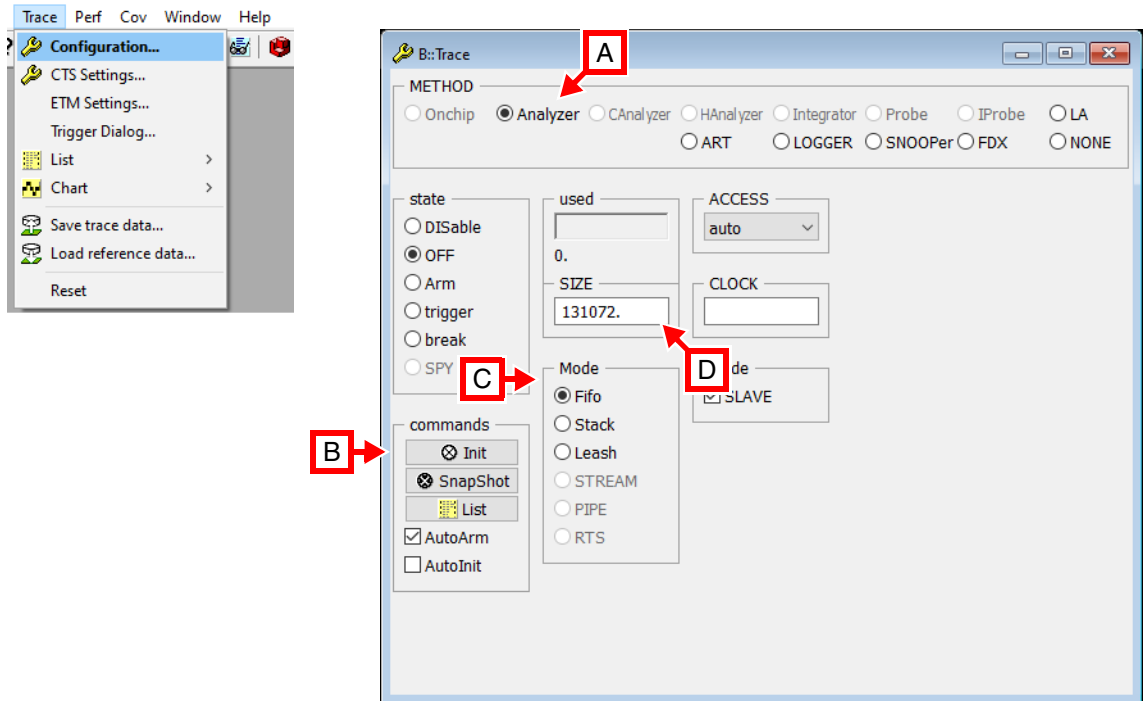 Trace Perf Cov Window Help
Configuration...
CTS Settings...
ETM Settings...
Trigger Dialog...
List >
Chart >
Save trace data...
Load reference data...
Reset
B::Trace
A
METHOD
Onchip Analyzer CAnalyzer HAnalyzer Integrator Probe IProbe LA
ART LOGGER SNOOPer FDX NONE
state used ACCESS
DISable auto
OFF 0.
Arm SIZE CLOCK
trigger 131072.
break
SPY C Mode D de
Fifo SLAVE
commands Stack
B Init Leash
SnapShot STREAM
List PIPE
AutoArm RTS
AutoInit